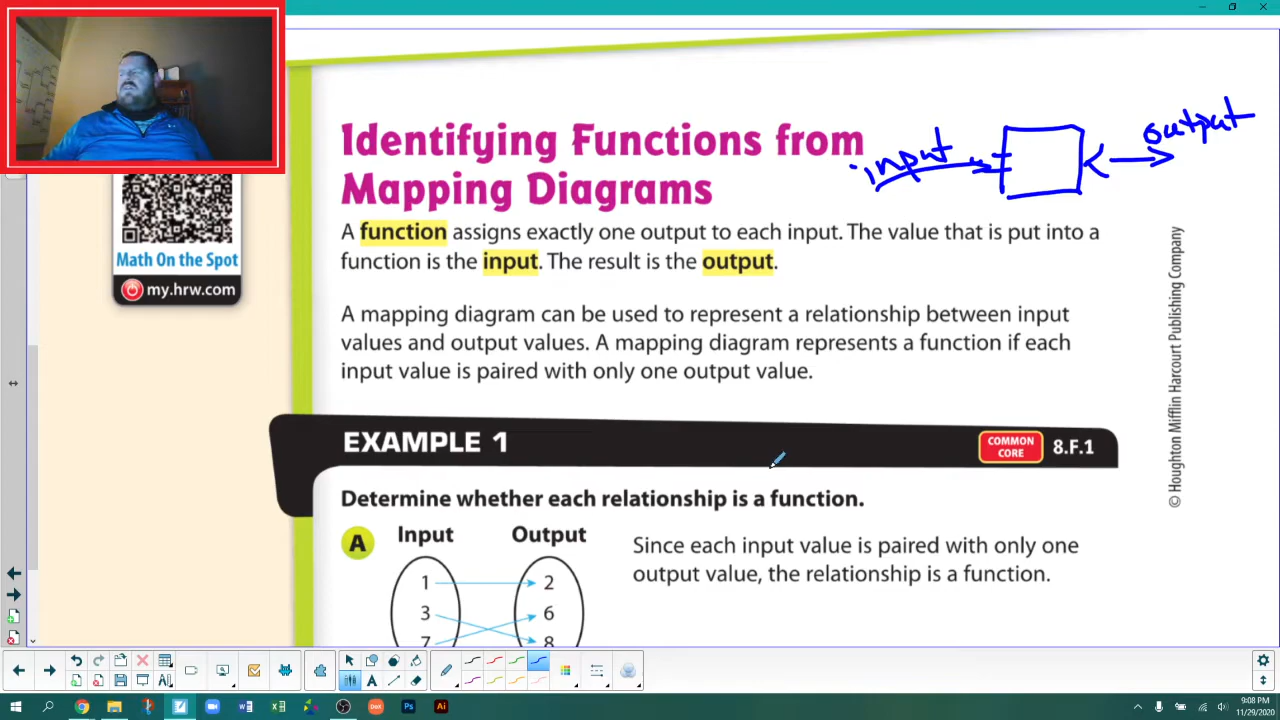 Identifying Functions from
Mapping Diagrams
input
output
Math On the Spot
my.hrw.com
A function assigns exactly one output to each input. The value that is put into a
function is the input. The result is the output.
A mapping diagram can be used to represent a relationship between input
values and output values. A mapping diagram represents a function if each
input value is paired with only one output value.
© Houghton Mifflin Harcourt Publishing Company
EXAMPLE 1
COMMON
CORE
8.F.1
Determine whether each relationship is a function.
A
Input
Output
1
2
3
6
7
8
Since each input value is paired with only one
output value, the relationship is a function.
DeX
Ps
Ai
9:08 PM
11/29/2020